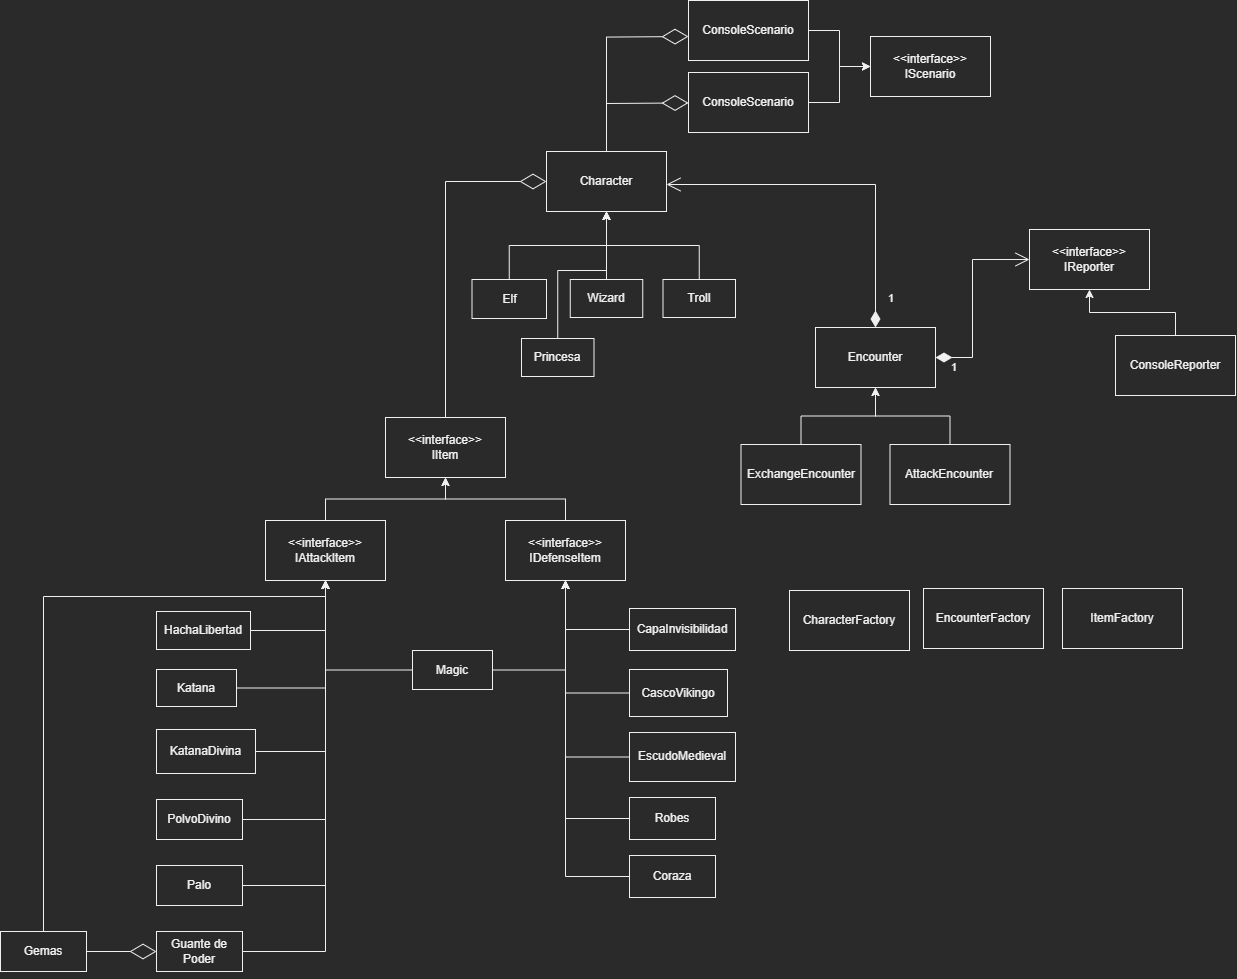 ConsoleScenario
<<interface>>
IScenario
ConsoleScenario
Character
<<interface>>
IReporter
Elf
Wizard
Troll
1
Princesa
Encounter
1
ConsoleReporter
<<interface>>
IItem
ExchangeEncounter
AttackEncounter
<<interface>>
IAttackItem
<<interface>>
IDefenseItem
CharacterFactory
EncounterFactory
ItemFactory
HachaLibertad
CapaInvisibilidad
Magic
Katana
CascoVikingo
KatanaDivina
EscudoMedieval
PolvoDivino
Robes
Palo
Coraza
Gemas
Guante de
Poder